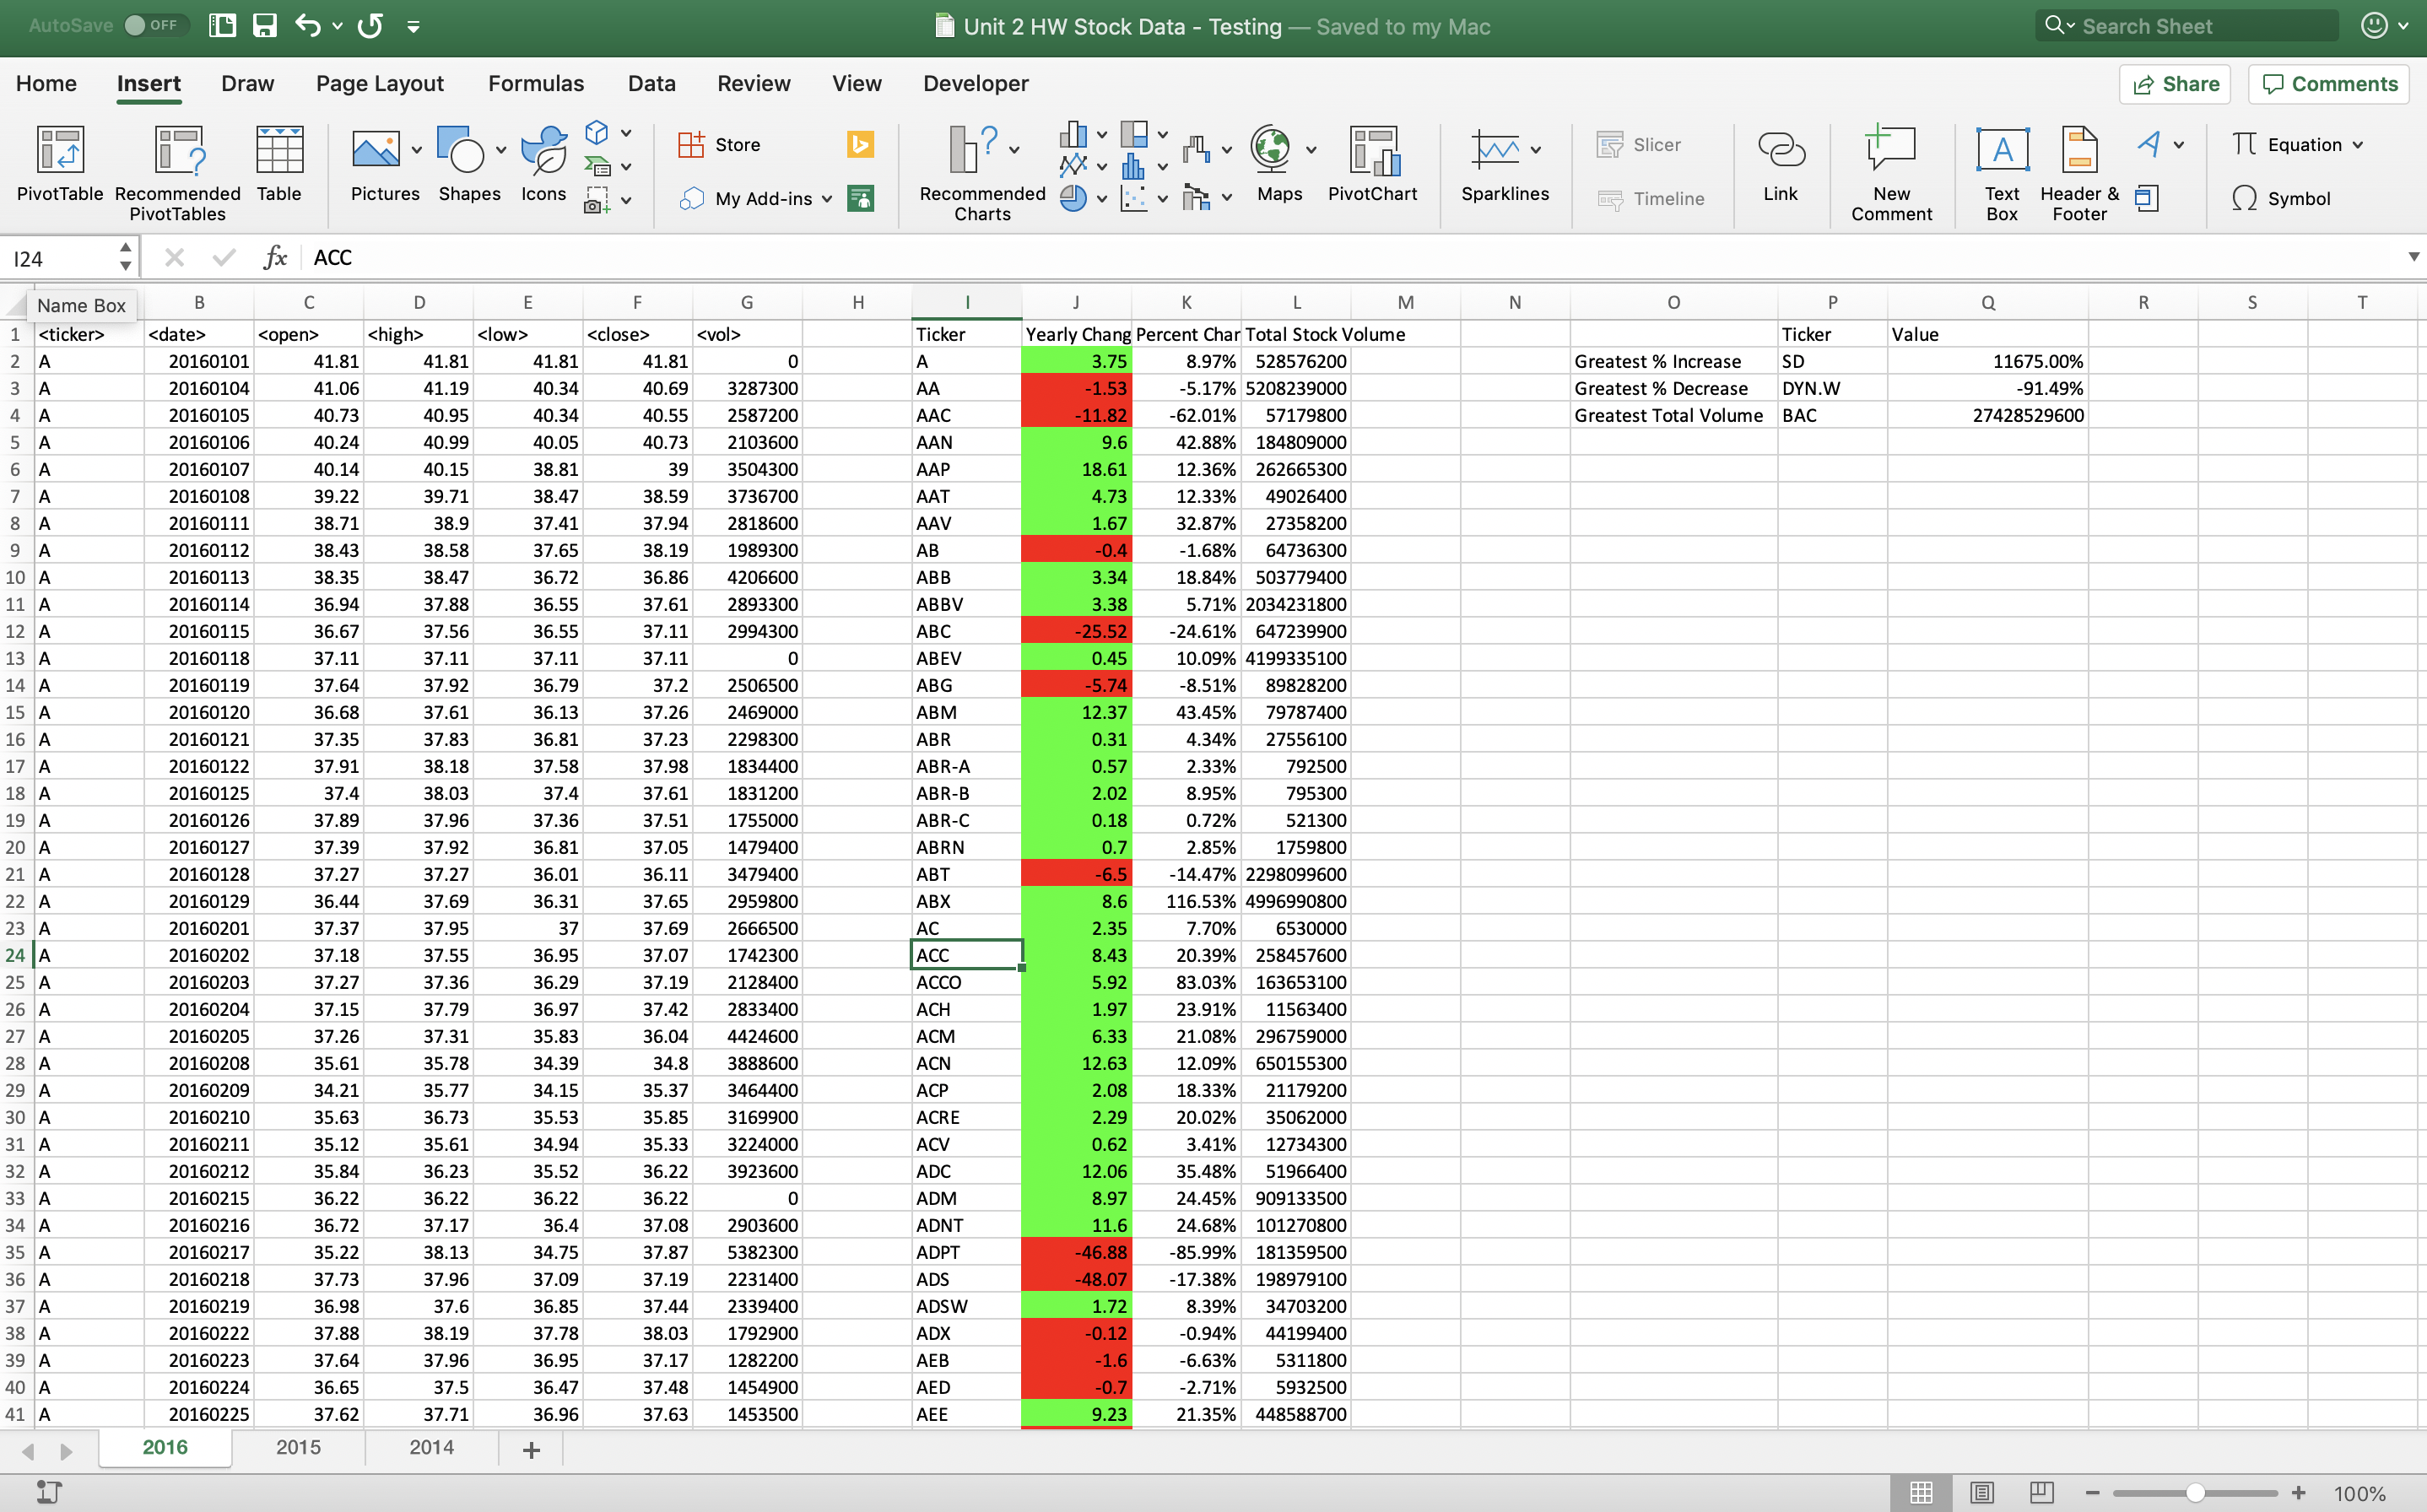 AutoSave OFF Unit 2 HW Stock Data - Testing — Saved to my Mac Search Sheet
Home Insert Draw Page Layout Formulas Data Review View Developer Share Comments
PivotTable Recommended PivotTables Table Pictures Shapes Icons Store My Add-ins Recommended Charts Maps PivotChart Sparklines Slicer Timeline Link New Comment Text Box Header & Footer Equation Symbol
I24 fx ACC
Name Box B C D E F G H I J K L M N O P Q R S T
1 <ticker> <date> <open> <high> <low> <close> <vol> Ticker Yearly Chang Percent Char Total Stock Volume Ticker Value
2 A 20160101 41.81 41.81 41.81 41.81 0 A 3.75 8.97% 528576200 Greatest % Increase SD 11675.00%
3 A 20160104 41.06 41.19 40.34 40.69 3287300 AA -1.53 -5.17% 5208239000 Greatest % Decrease DYN.W -91.49%
4 A 20160105 40.73 40.95 40.34 40.55 2587200 AAC -11.82 -62.01% 57179800 Greatest Total Volume BAC 27428529600
5 A 20160106 40.24 40.99 40.05 40.73 2103600 AAN 9.6 42.88% 184809000
6 A 20160107 40.14 40.15 38.81 39 3504300 AAP 18.61 12.36% 262665300
7 A 20160108 39.22 39.71 38.47 38.59 3736700 AAT 4.73 12.33% 49026400
8 A 20160111 38.71 38.9 37.41 37.94 2818600 AAV 1.67 32.87% 27358200
9 A 20160112 38.43 38.58 37.65 38.19 1989300 AB -0.4 -1.68% 64736300
10 A 20160113 38.35 38.47 36.72 36.86 4206600 ABB 3.34 18.84% 503779400
11 A 20160114 36.94 37.88 36.55 37.61 2893300 ABBV 3.38 5.71% 2034231800
12 A 20160115 36.67 37.56 36.55 37.11 2994300 ABC -25.52 -24.61% 647239900
13 A 20160118 37.11 37.11 37.11 37.11 0 ABEV 0.45 10.09% 4199335100
14 A 20160119 37.64 37.92 36.79 37.2 2506500 ABG -5.74 -8.51% 89828200
15 A 20160120 36.68 37.61 36.13 37.26 2469000 ABM 12.37 43.45% 79787400
16 A 20160121 37.35 37.83 36.81 37.23 2298300 ABR 0.31 4.34% 27556100
17 A 20160122 37.91 38.18 37.58 37.98 1834400 ABR-A 0.57 2.33% 792500
18 A 20160125 37.4 38.03 37.4 37.61 1831200 ABR-B 2.02 8.95% 795300
19 A 20160126 37.89 37.96 37.36 37.51 1755000 ABR-C 0.18 0.72% 521300
20 A 20160127 37.39 37.92 36.81 37.05 1479400 ABRN 0.7 2.85% 1759800
21 A 20160128 37.27 37.27 36.01 36.11 3479400 ABT -6.5 -14.47% 2298099600
22 A 20160129 36.44 37.69 36.31 37.65 2959800 ABX 8.6 116.53% 4996990800
23 A 20160201 37.37 37.95 37 37.69 2666500 AC 2.35 7.70% 6530000
24 A 20160202 37.18 37.55 36.95 37.07 1742300 ACC 8.43 20.39% 258457600
25 A 20160203 37.27 37.36 36.29 37.19 2128400 ACCO 5.92 83.03% 163653100
26 A 20160204 37.15 37.79 36.97 37.42 2833400 ACH 1.97 23.91% 11563400
27 A 20160205 37.26 37.31 35.83 36.04 4424600 ACM 6.33 21.08% 296759000
28 A 20160208 35.61 35.78 34.39 34.8 3888600 ACN 12.63 12.09% 650155300
29 A 20160209 34.21 35.77 34.15 35.37 3464400 ACP 2.08 18.33% 21179200
30 A 20160210 35.63 36.73 35.53 35.85 3169900 ACRE 2.29 20.02% 35062000
31 A 20160211 35.12 35.61 34.94 35.33 3224000 ACV 0.62 3.41% 12734300
32 A 20160212 35.84 36.23 35.52 36.22 3923600 ADC 12.06 35.48% 51966400
33 A 20160215 36.22 36.22 36.22 36.22 0 ADM 8.97 24.45% 909133500
34 A 20160216 36.72 37.17 36.4 37.08 2903600 ADNT 11.6 24.68% 101270800
35 A 20160217 35.22 38.13 34.75 37.87 5382300 ADPT -46.88 -85.99% 181359500
36 A 20160218 37.73 37.96 37.09 37.19 2231400 ADS -48.07 -17.38% 198979100
37 A 20160219 36.98 37.6 36.85 37.44 2339400 ADSW 1.72 8.39% 34703200
38 A 20160222 37.88 38.19 37.78 38.03 1792900 ADX -0.12 -0.94% 44199400
39 A 20160223 37.64 37.96 36.95 37.17 1282200 AEB -1.6 -6.63% 5311800
40 A 20160224 36.65 37.5 36.47 37.48 1454900 AED -0.7 -2.71% 5932500
41 A 20160225 37.62 37.71 36.96 37.63 1453500 AEE 9.23 21.35% 448588700
2016 2015 2014
100%